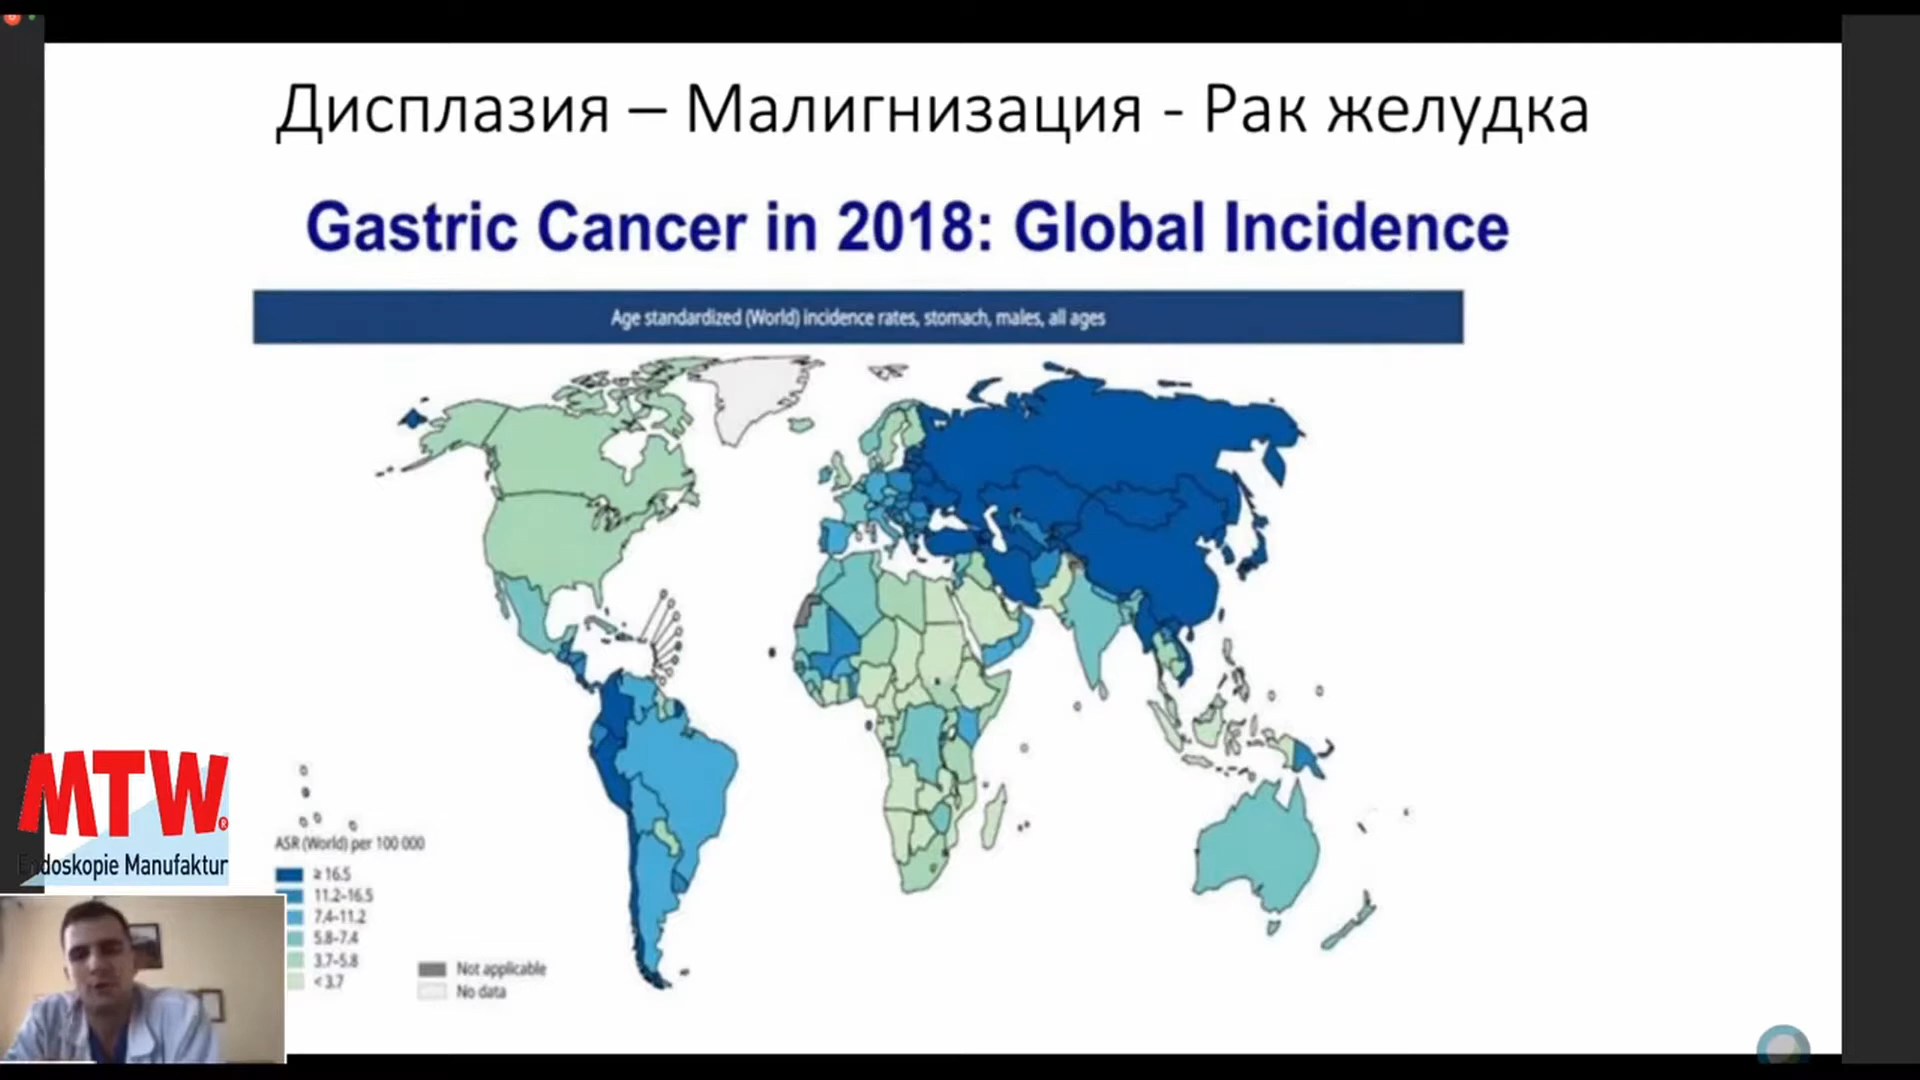 Дисплазия – Малигнизация - Рак желудка
Gastric Cancer in 2018: Global Incidence
Age standardized (World) incidence rates, stomach, males, all ages
MTW®
Endoskopie Manufaktur
ASR (World) per 100 000
≥ 16.5
11.2–16.5
7.4–11.2
5.8–7.4
3.7–5.8
< 3.7
Not applicable
No data